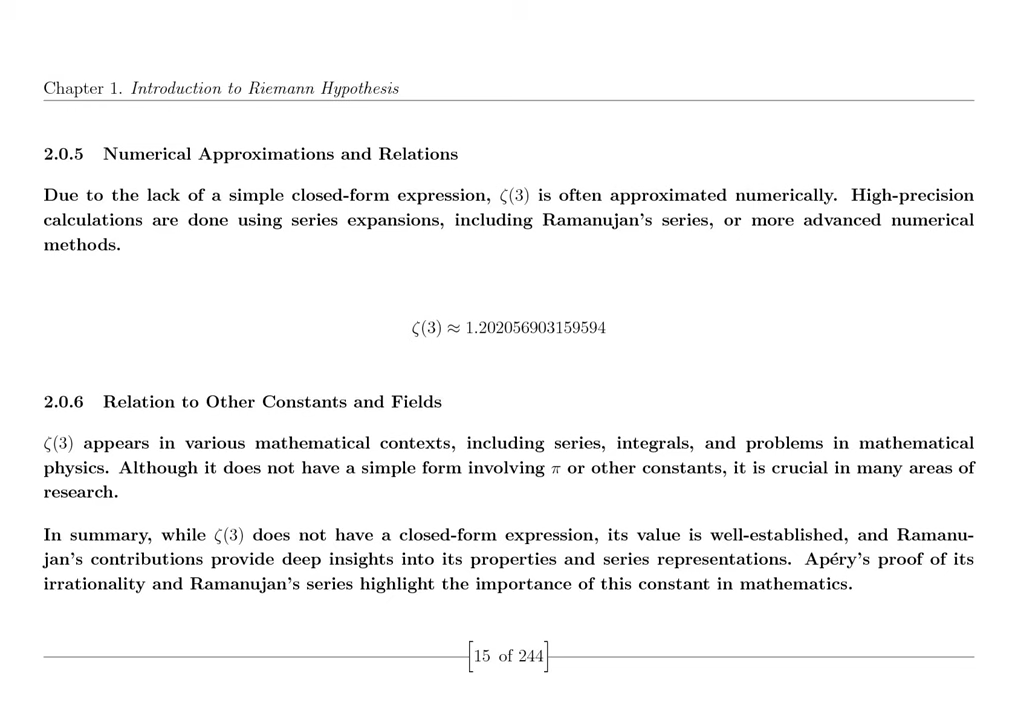 Chapter 1. Introduction to Riemann Hypothesis
2.0.5 Numerical Approximations and Relations
Due to the lack of a simple closed-form expression, ζ(3) is often approximated numerically. High-precision
calculations are done using series expansions, including Ramanujan's series, or more advanced numerical
methods.
ζ(3) ≈ 1.202056903159594
2.0.6 Relation to Other Constants and Fields
ζ(3) appears in various mathematical contexts, including series, integrals, and problems in mathematical
physics. Although it does not have a simple form involving π or other constants, it is crucial in many areas of
research.
In summary, while ζ(3) does not have a closed-form expression, its value is well-established, and Ramanu-
jan's contributions provide deep insights into its properties and series representations. Apéry's proof of its
irrationality and Ramanujan's series highlight the importance of this constant in mathematics.
[15 of 244]